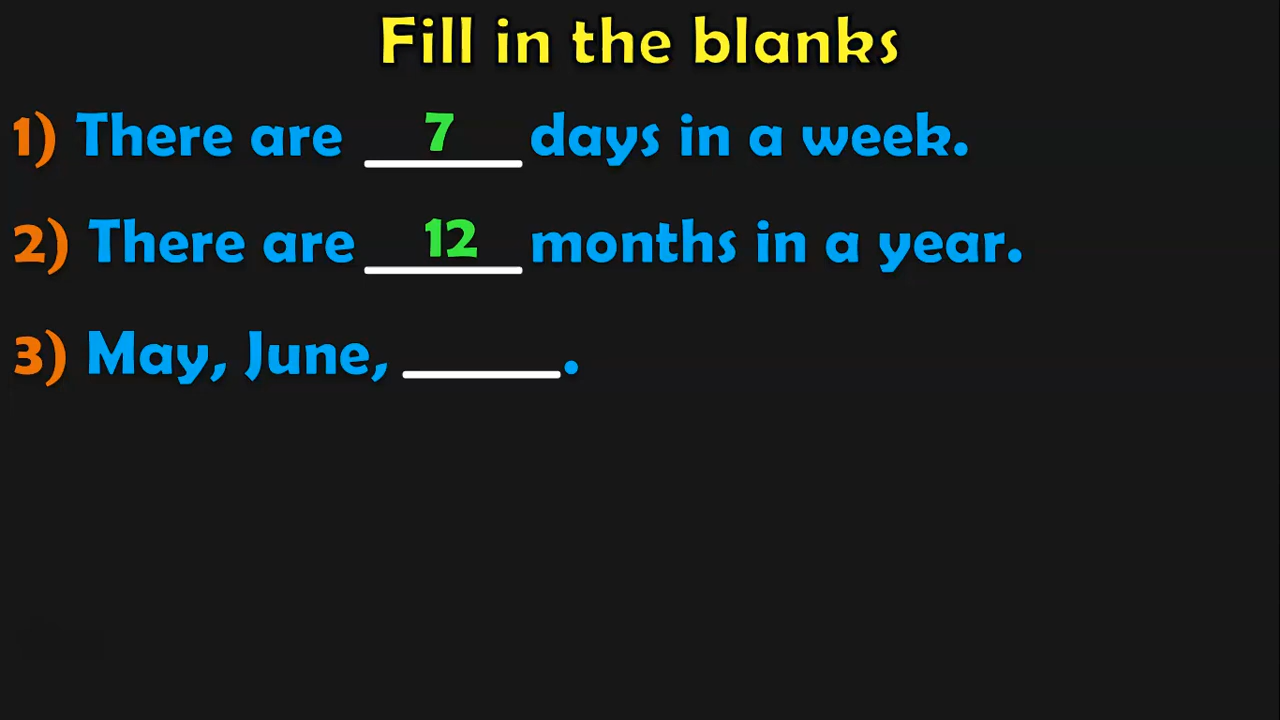 Fill in the blanks
1) There are 7 days in a week.
2) There are 12 months in a year.
3) May, June, _____.